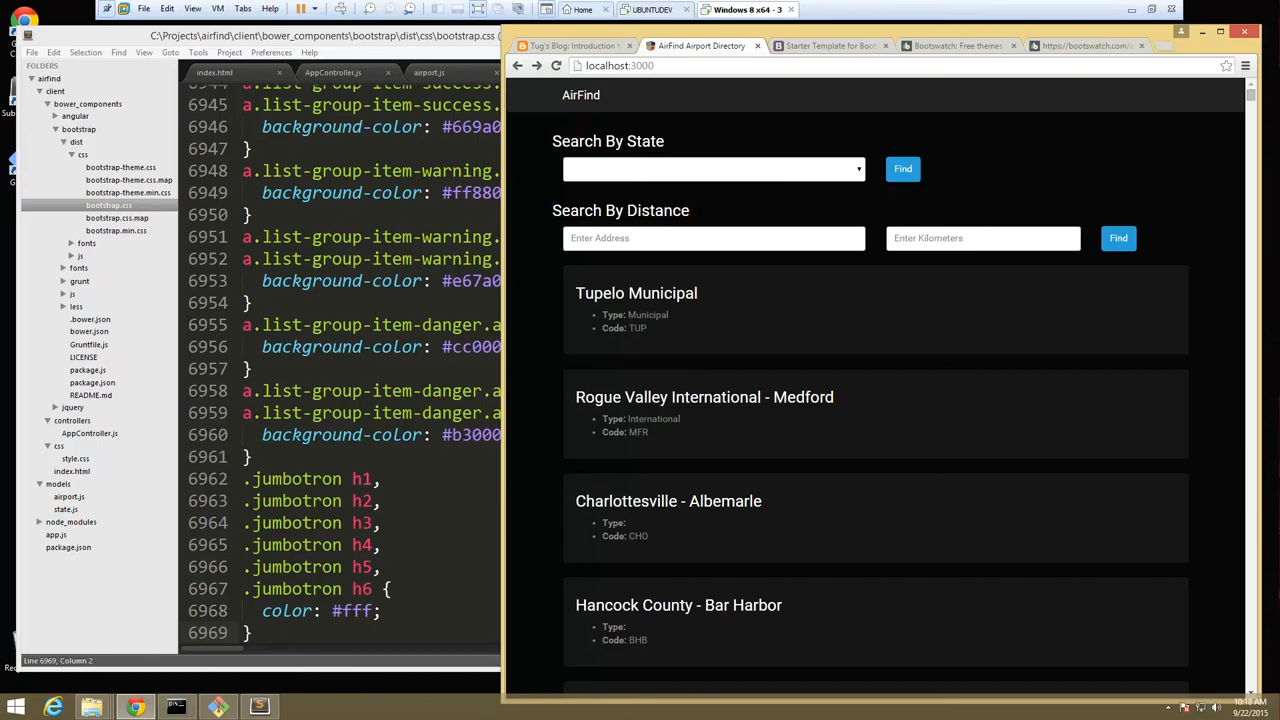 File Edit View VM Tabs Help
Home
UBUNTUDEV
Windows 8 x64 - 3
C:\Projects\airfind\client\bower_components\bootstrap\dist\css\bootstrap.css (
File Edit Selection Find View Goto Tools Project Preferences Help
FOLDERS
airfind
client
bower_components
angular
bootstrap
dist
css
bootstrap-theme.css
bootstrap-theme.css.map
bootstrap-theme.min.css
bootstrap.css
bootstrap.css.map
bootstrap.min.css
fonts
js
fonts
grunt
js
less
.bower.json
bower.json
Gruntfile.js
LICENSE
package.js
package.json
README.md
jquery
controllers
AppController.js
css
style.css
index.html
models
airport.js
state.js
node_modules
app.js
package.json
index.html
AppController.js
airport.js
6945 a.list-group-item-success.
6946 background-color: #669a0
6947 }
6948 a.list-group-item-warning.
6949 background-color: #ff880
6950 }
6951 a.list-group-item-warning.
6952 a.list-group-item-warning.
6953 background-color: #e67a0
6954 }
6955 a.list-group-item-danger.a
6956 background-color: #cc000
6957 }
6958 a.list-group-item-danger.a
6959 a.list-group-item-danger.a
6960 background-color: #b3000
6961 }
6962 .jumbotron h1,
6963 .jumbotron h2,
6964 .jumbotron h3,
6965 .jumbotron h4,
6966 .jumbotron h5,
6967 .jumbotron h6 {
6968 color: #fff;
6969 }
Line 6969, Column 2
Tug's Blog: Introduction
AirFind Airport Directory
Starter Template for Boot
Bootswatch: Free themes
https://bootswatch.com/
localhost:3000
AirFind
Search By State
Find
Search By Distance
Enter Address
Enter Kilometers
Find
Tupelo Municipal
Type: Municipal
Code: TUP
Rogue Valley International - Medford
Type: International
Code: MFR
Charlottesville - Albemarle
Type:
Code: CHO
Hancock County - Bar Harbor
Type:
Code: BHB
10:18 AM
9/22/2015